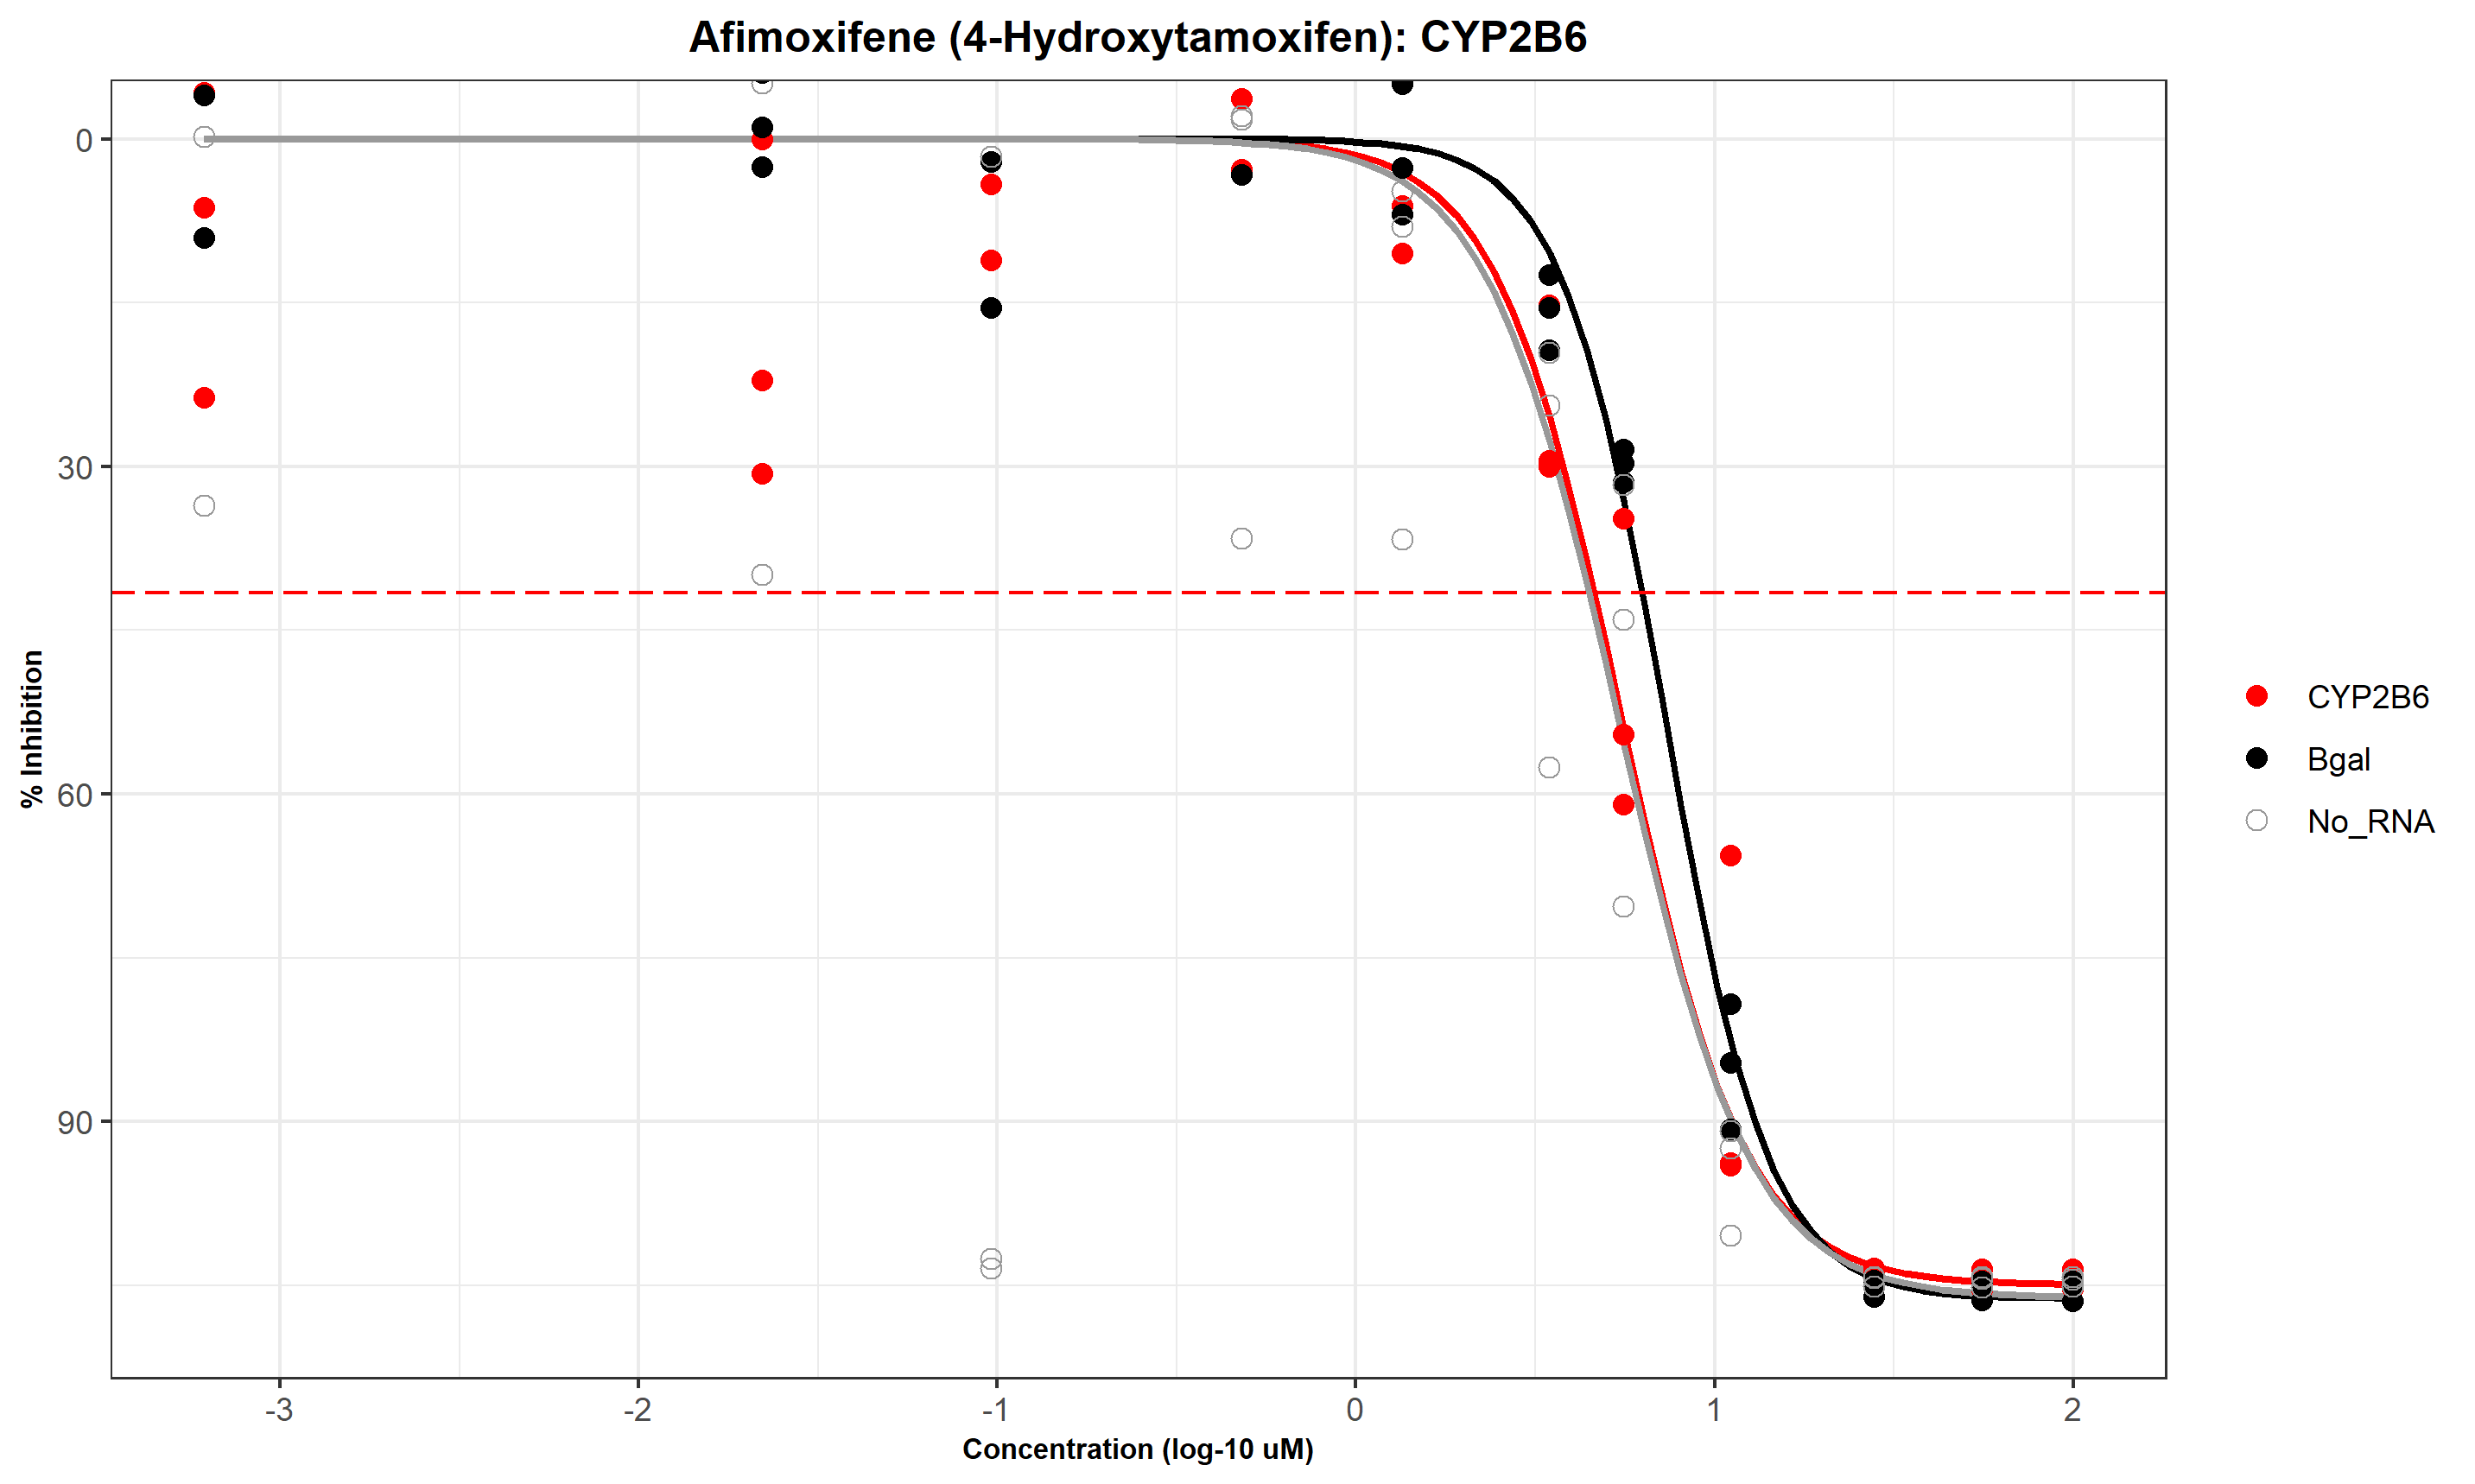 Afimoxifene (4-Hydroxytamoxifen): CYP2B6
% Inhibition
0
30
60
90
-3
-2
-1
0
1
2
Concentration (log-10 uM)
CYP2B6
Bgal
No_RNA